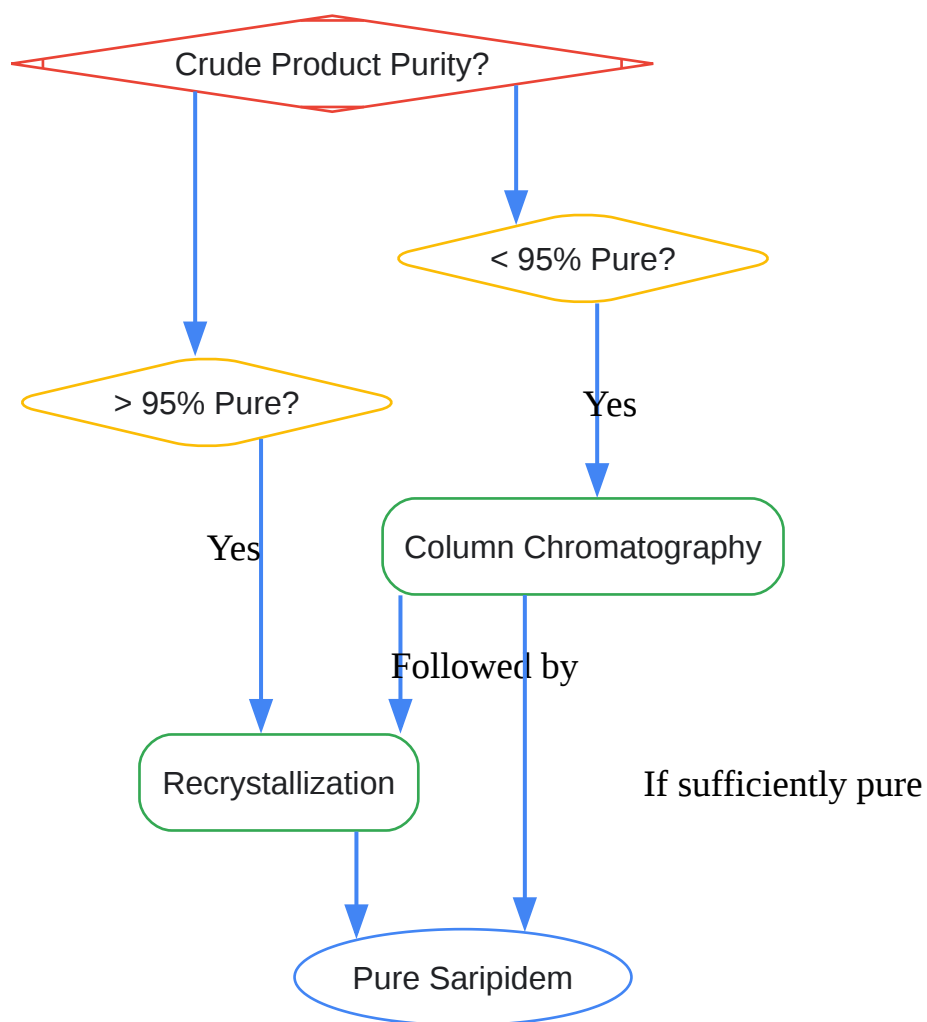 Crude Product Purity?
< 95% Pure?
> 95% Pure?
Yes
Yes
Column Chromatography
Followed by
Recrystallization
If sufficiently pure
Pure Saripidem